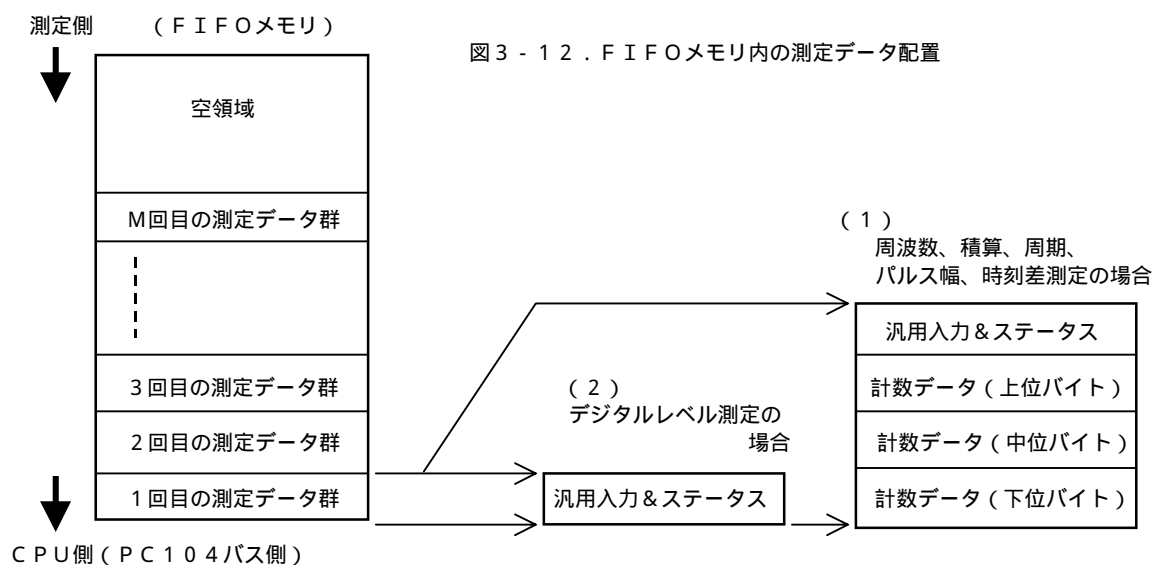 測定側　（ＦＩＦＯメモリ）
図３-１２．ＦＩＦＯメモリ内の測定データ配置
空領域
M回目の測定データ群
３回目の測定データ群
２回目の測定データ群
１回目の測定データ群
ＣＰＵ側（ＰＣ１０４バス側）
（２）
デジタルレベル測定の
場合
汎用入力＆ステータス
（１）
周波数、積算、周期、
パルス幅、時刻差測定の場合
汎用入力＆ステータス
計数データ（上位バイト）
計数データ（中位バイト）
計数データ（下位バイト）